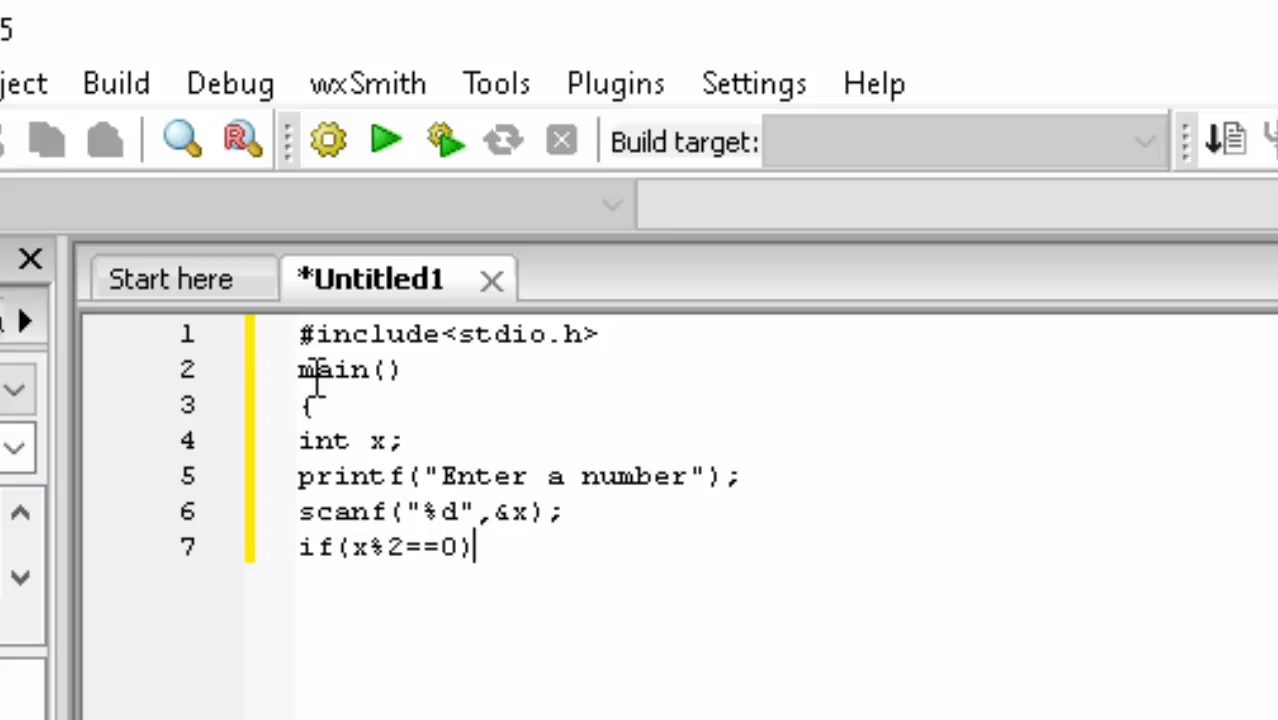 5
ject Build Debug wxSmith Tools Plugins Settings Help
Build target:
Start here *Untitled1
1 #include<stdio.h>
2 main()
3 {
4 int x;
5 printf("Enter a number");
6 scanf("%d",&x);
7 if(x%2==0)